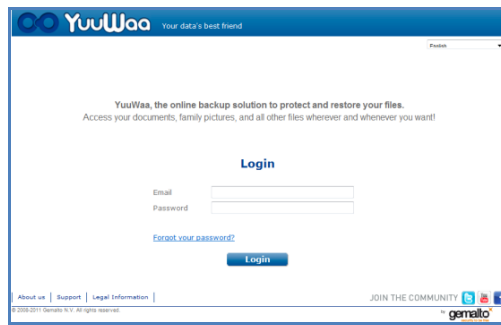 YuuWaa Your data's best friend
English
YuuWaa, the online backup solution to protect and restore your files.
Access your documents, family pictures, and all other files wherever and whenever you want!
Login
Email
Password
Forgot your password?
Login
About us | Support | Legal Information |
JOIN THE COMMUNITY
© 2009-2011 Gemalto N.V. All rights reserved.
by gemalto